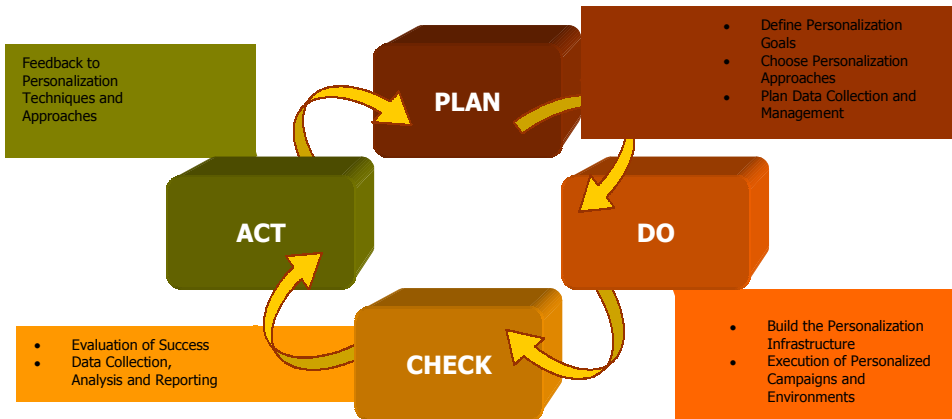 Feedback to
Personalization
Techniques and
Approaches
PLAN
• Define Personalization
Goals
• Choose Personalization
Approaches
• Plan Data Collection and
Management
ACT
DO
• Evaluation of Success
• Data Collection,
Analysis and Reporting
CHECK
• Build the Personalization
Infrastructure
• Execution of Personalized
Campaigns and
Environments